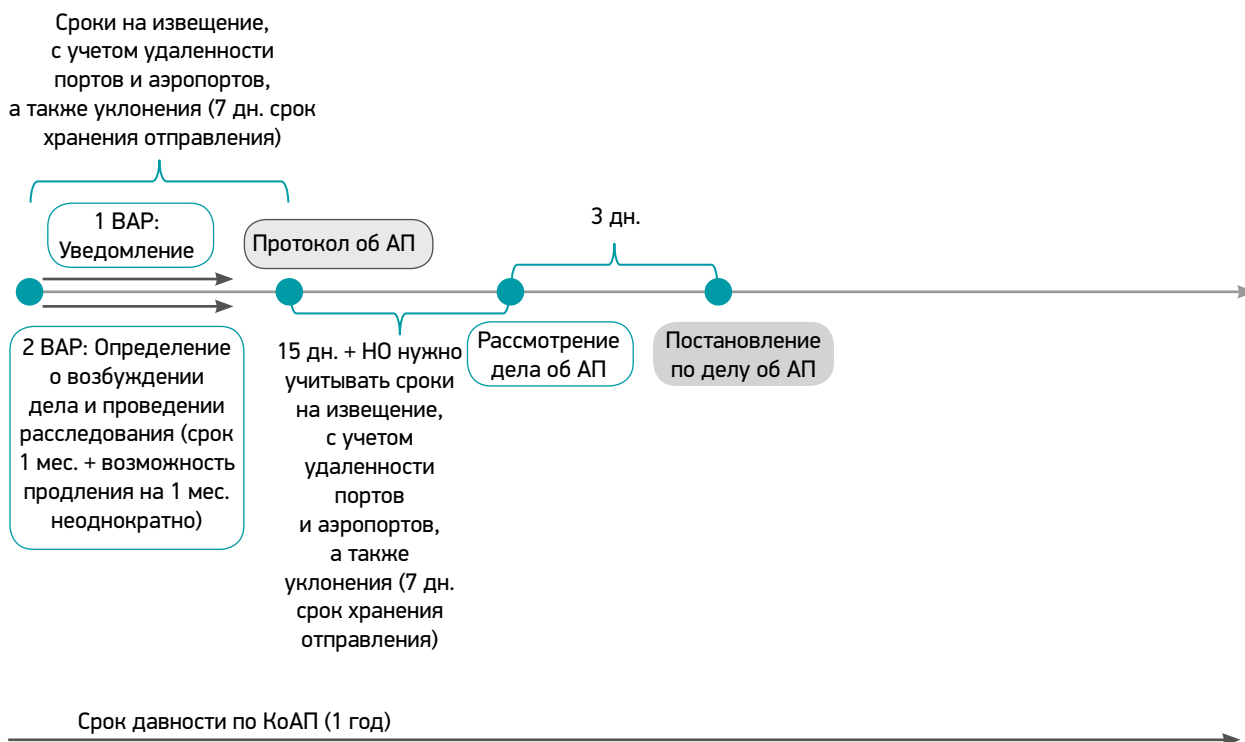 Сроки на извещение,
с учетом удаленности
портов и аэропортов,
а также уклонения (7 дн. срок
хранения отправления)
1 ВАР:
Уведомление
Протокол об АП
3 дн.
2 ВАР: Определение
о возбуждении
дела и проведении
расследования (срок
1 мес. + возможность
продления на 1 мес.
неоднократно)
15 дн. + НО нужно
учитывать сроки
на извещение,
с учетом
удаленности
портов
и аэропортов,
а также
уклонения (7 дн.
срок хранения
отправления)
Рассмотрение
дела об АП
Постановление
по делу об АП
Срок давности по КоАП (1 год)